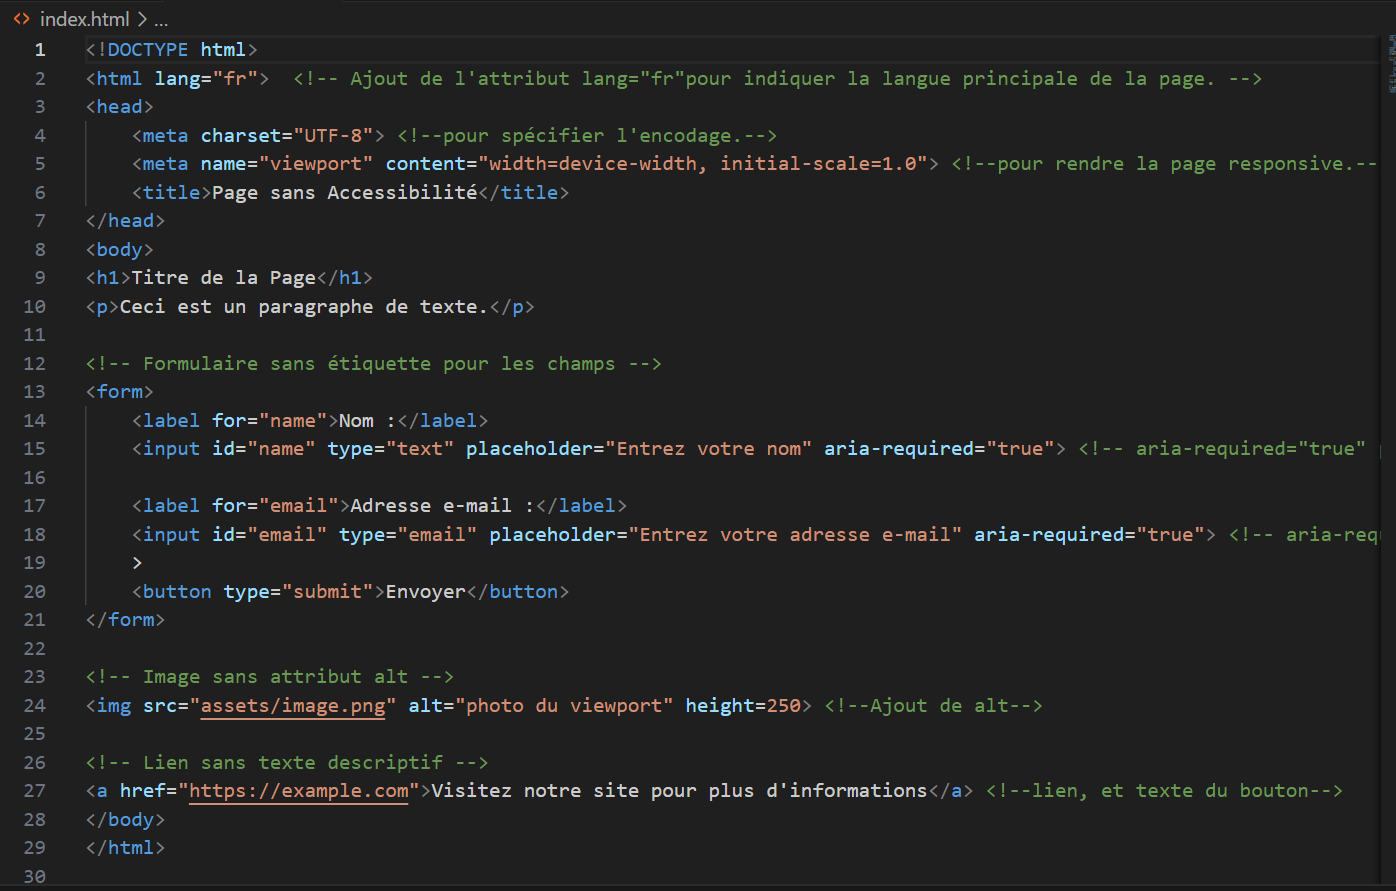 index.html > ...
1 <!DOCTYPE html>
2 <html lang="fr">  <!-- Ajout de l'attribut lang="fr"pour indiquer la langue principale de la page. -->
3 <head>
4     <meta charset="UTF-8"> <!--pour spécifier l'encodage.-->
5     <meta name="viewport" content="width=device-width, initial-scale=1.0"> <!--pour rendre la page responsive.--
6     <title>Page sans Accessibilité</title>
7 </head>
8 <body>
9 <h1>Titre de la Page</h1>
10 <p>Ceci est un paragraphe de texte.</p>
11
12 <!-- Formulaire sans étiquette pour les champs -->
13 <form>
14     <label for="name">Nom :</label>
15     <input id="name" type="text" placeholder="Entrez votre nom" aria-required="true"> <!-- aria-required="true"
16
17     <label for="email">Adresse e-mail :</label>
18     <input id="email" type="email" placeholder="Entrez votre adresse e-mail" aria-required="true"> <!-- aria-req
19     >
20     <button type="submit">Envoyer</button>
21 </form>
22
23 <!-- Image sans attribut alt -->
24 <img src="assets/image.png" alt="photo du viewport" height=250> <!--Ajout de alt-->
25
26 <!-- Lien sans texte descriptif -->
27 <a href="https://example.com">Visitez notre site pour plus d'informations</a> <!--lien, et texte du bouton-->
28 </body>
29 </html>
30